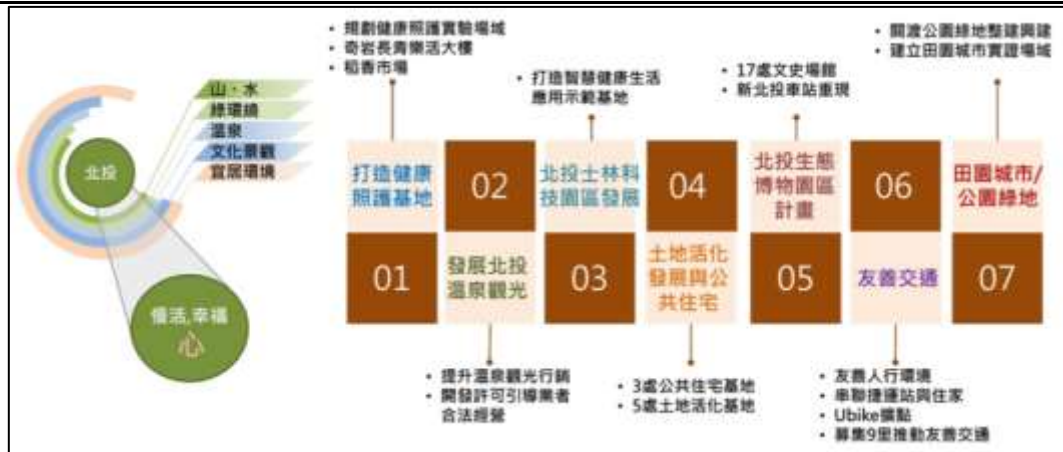 山・水
綠環繞
溫泉
文化景觀
宜居環境
北投
慢活,幸福
心
• 規劃健康照護實驗場域
• 奇岩長青樂活大樓
• 稻香市場
打造健康
照護基地
01
02
發展北投
溫泉觀光
• 提升溫泉觀光行銷
• 開發許可引導業者
合法經營
• 打造智慧健康生活
應用示範基地
北投士林科
技園區發展
03
04
土地活化
發展與公
共住宅
• 3處公共住宅基地
• 5處土地活化基地
• 17處文史場館
• 新北投車站重現
北投生態
博物園區
計畫
05
06
友善交通
• 友善人行環境
• 串聯捷運站與住家
• Ubike擴點
• 募集9里推動友善交通
• 關渡公園綠地整建興建
• 建立田園城市實證場域
田園城市/
公園綠地
07